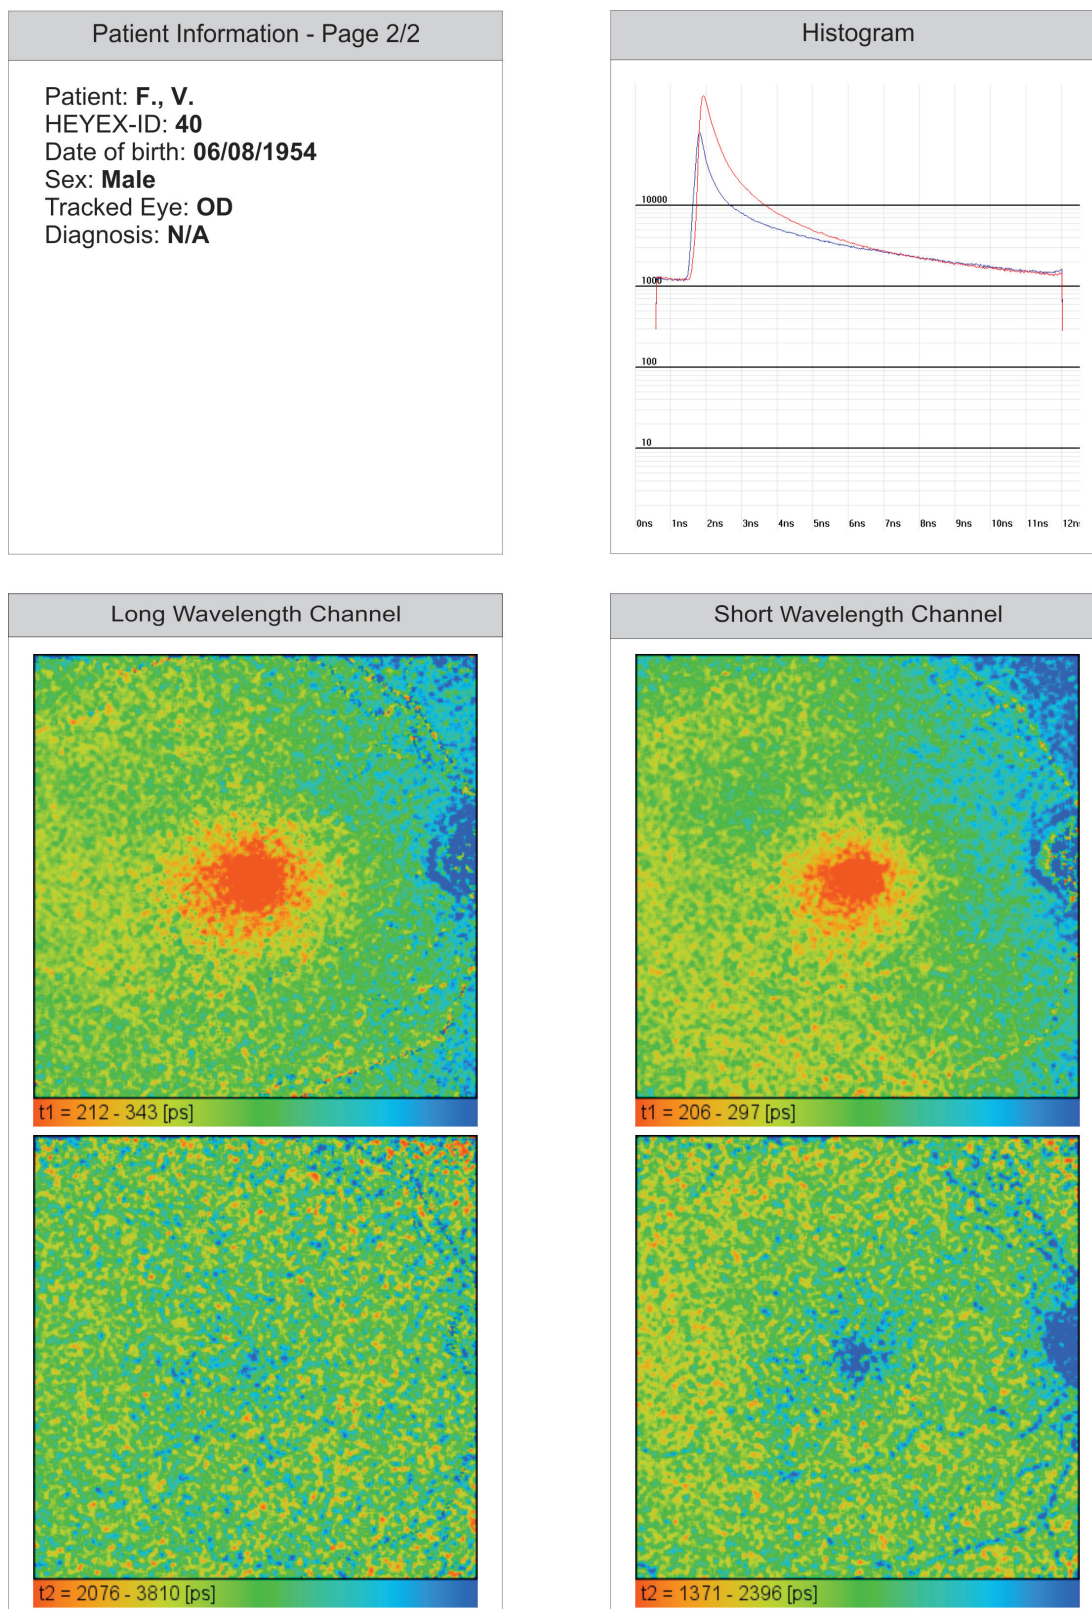 Patient Information - Page 2/2
Patient: F., V.
HEYEX-ID: 40
Date of birth: 06/08/1954
Sex: Male
Tracked Eye: OD
Diagnosis: N/A
Histogram
10000
1000
100
10
0ns 1ns 2ns 3ns 4ns 5ns 6ns 7ns 8ns 9ns 10ns 11ns 12n
Long Wavelength Channel
t1 = 212 - 343 [ps]
t2 = 2076 - 3810 [ps]
Short Wavelength Channel
t1 = 206 - 297 [ps]
t2 = 1371 - 2396 [ps]